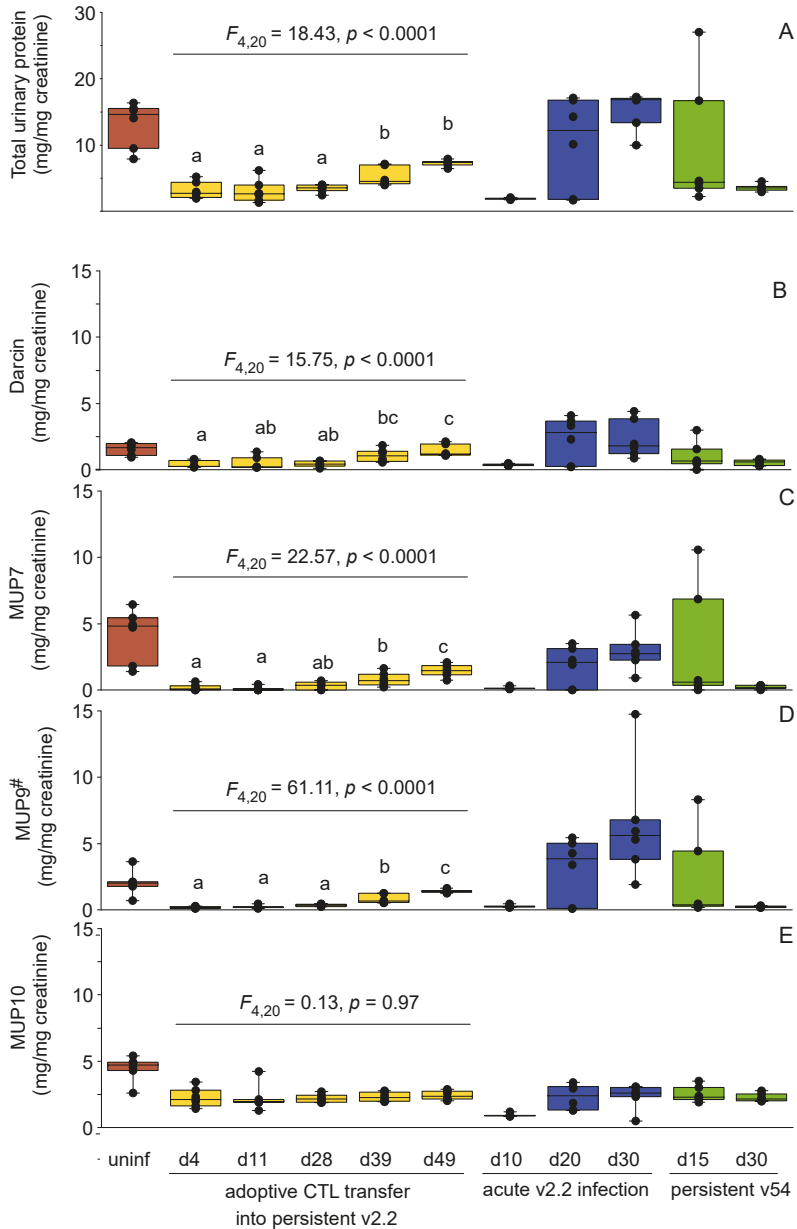 A
Total urinary protein
(mg/mg creatinine)
30
20
10
F4,20 = 18.43, p < 0.0001
a a a b b
B
Darcin
(mg/mg creatinine)
15
10
5
0
F4,20 = 15.75, p < 0.0001
a ab ab bc c
C
MUP7
(mg/mg creatinine)
15
10
5
0
F4,20 = 22.57, p < 0.0001
a a ab b c
D
MUP9#
(mg/mg creatinine)
15
10
5
0
F4,20 = 61.11, p < 0.0001
a a a b c
E
MUP10
(mg/mg creatinine)
15
10
5
0
F4,20 = 0.13, p = 0.97
uninf d4 d11 d28 d39 d49 d10 d20 d30 d15 d30
adoptive CTL transfer acute v2.2 infection persistent v54
into persistent v2.2